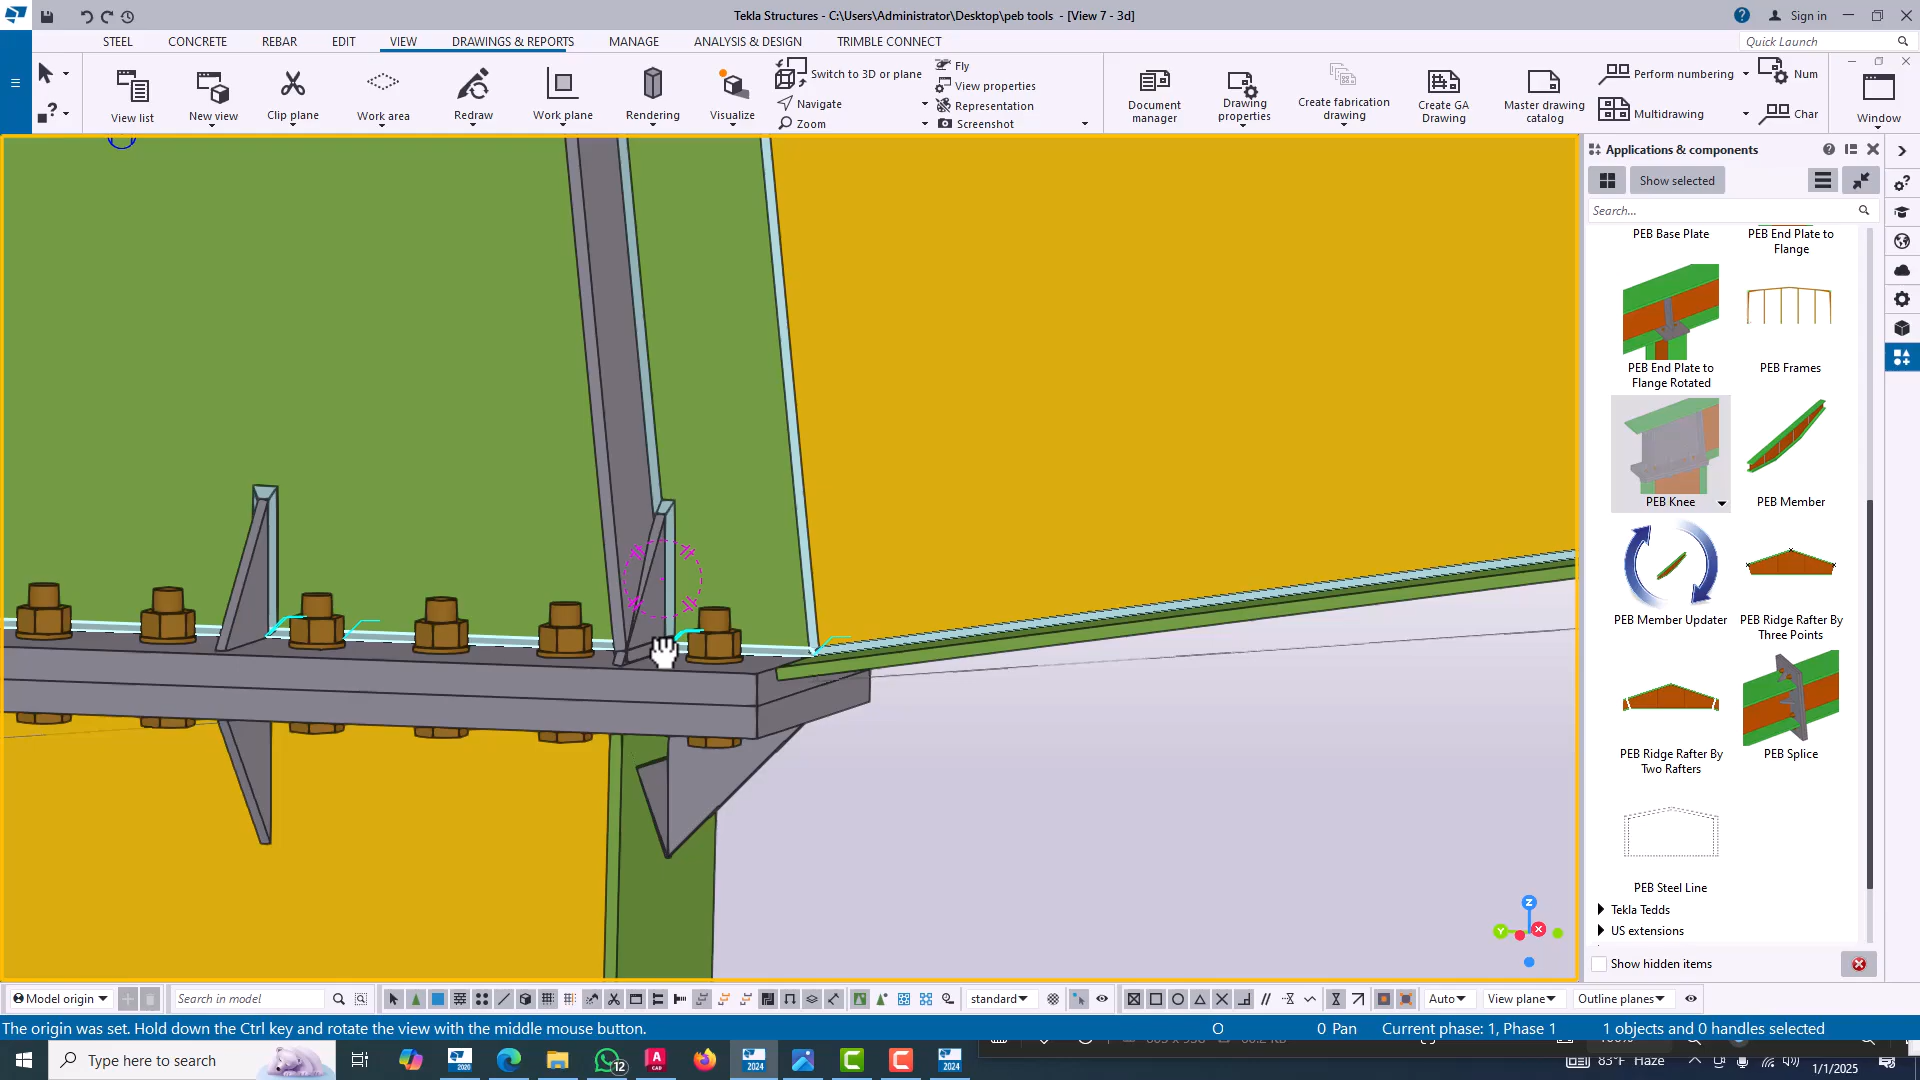 Tekla Structures - C:\Users\Administrator\Desktop\peb tools - [View 7 - 3d]
Sign in
STEEL CONCRETE REBAR EDIT VIEW DRAWINGS & REPORTS MANAGE ANALYSIS & DESIGN TRIMBLE CONNECT
Quick Launch
View list
New view
Clip plane
Work area
Redraw
Work plane
Rendering
Visualize
Switch to 3D or plane
Navigate
Zoom
Fly
View properties
Representation
Screenshot
Document manager
Drawing properties
Create fabrication drawing
Create GA Drawing
Master drawing catalog
Perform numbering
Multidrawing
Num
Char
Window
Applications & components
Show selected
Search...
PEB Base Plate
PEB End Plate to Flange
PEB End Plate to Flange Rotated
PEB Frames
PEB Knee
PEB Member
PEB Member Updater
PEB Ridge Rafter By Three Points
PEB Ridge Rafter By Two Rafters
PEB Splice
PEB Steel Line
Tekla Tedds
US extensions
Show hidden items
Z
Y
X
Model origin
Search in model
standard
Auto
View plane
Outline planes
The origin was set. Hold down the Ctrl key and rotate the view with the middle mouse button.
O
0 Pan
Current phase: 1, Phase 1
1 objects and 0 handles selected
Type here to search
2020
12
2024
2024
83°F Haze
1/1/2025